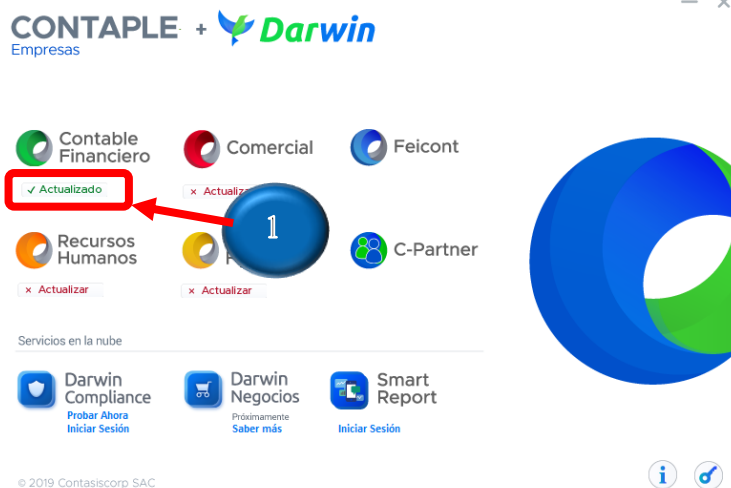 CONTAPLE + Darwin
Empresas
Contable
Financiero
Comercial
Feicont
✓ Actualizado
×
1
Recursos
Humanos
C-Partner
× Actualizar
× Actualizar
Servicios en la nube
Darwin
Compliance
Probar Ahora
Iniciar Sesión
Darwin
Negocios
Próximamente
Saber más
Smart
Report
Iniciar Sesión
© 2019 Contasiscorp SAC
i